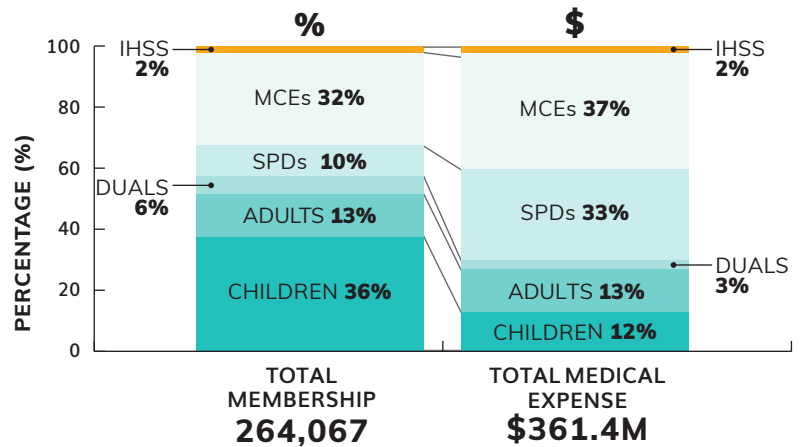 % $
100
80
60
40
20
0
PERCENTAGE (%)
IHSS
2%
MCEs 32%
SPDs 10%
DUALS
6%
ADULTS 13%
CHILDREN 36%
IHSS
2%
MCEs 37%
SPDs 33%
DUALS
3%
ADULTS 13%
CHILDREN 12%
TOTAL
MEMBERSHIP
264,067
TOTAL MEDICAL
EXPENSE
$361.4M